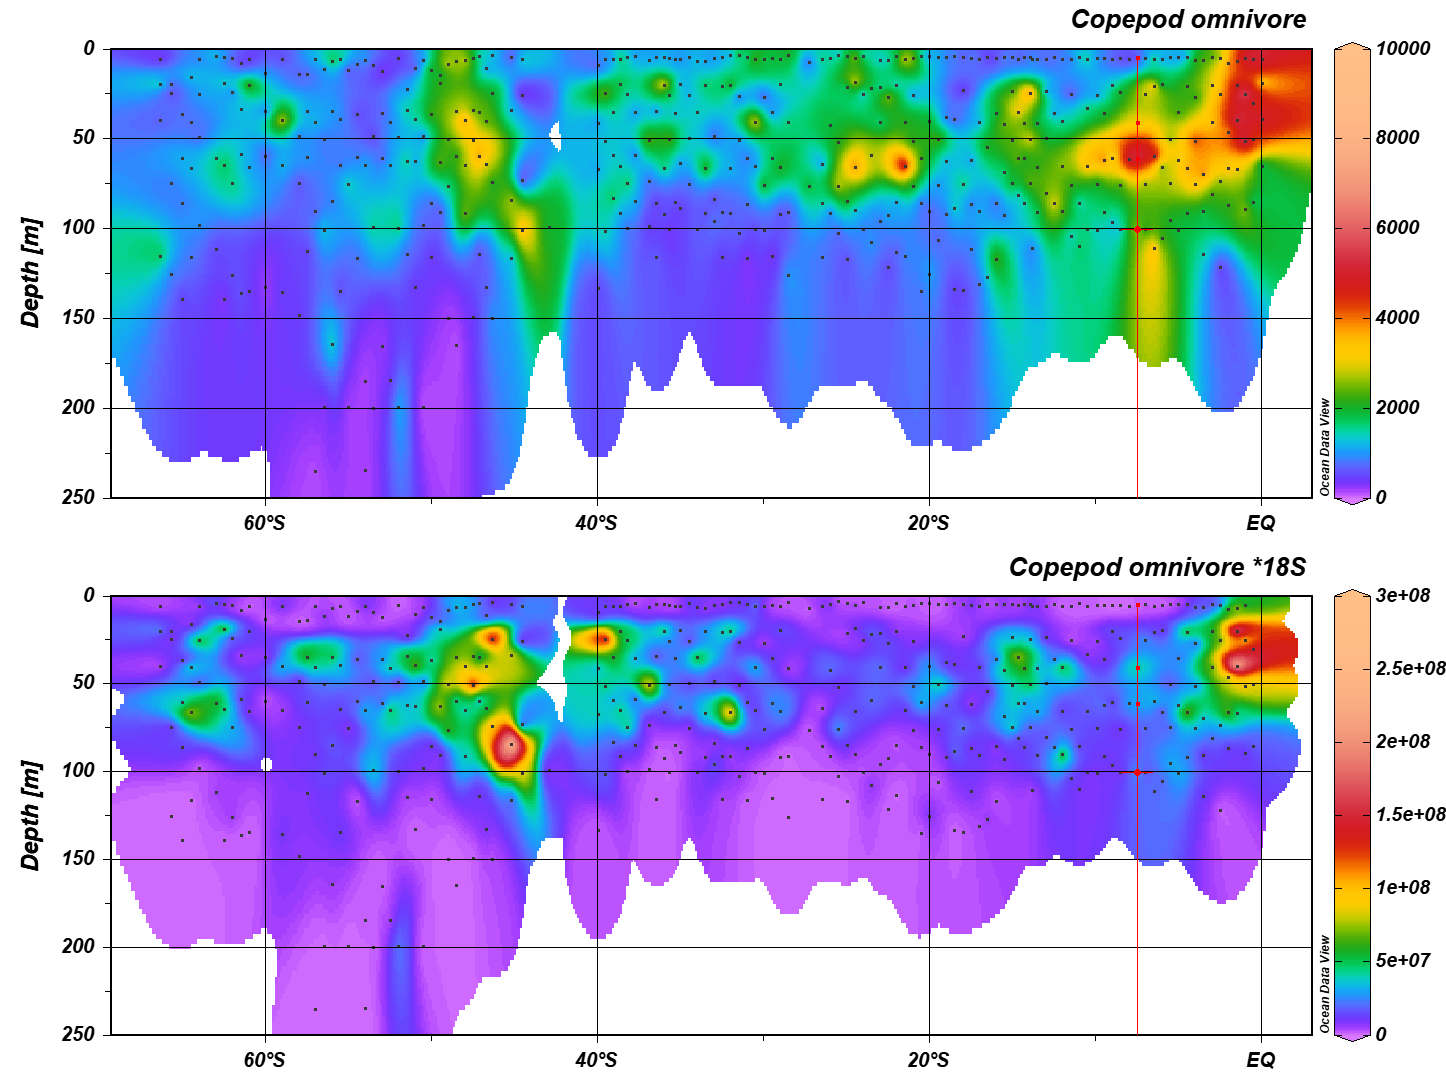 Copepod omnivore
0
50
100
150
200
250
Depth [m]
60°S
40°S
20°S
EQ
10000
8000
6000
4000
2000
0
Ocean Data View
Copepod omnivore *18S
0
50
100
150
200
250
Depth [m]
60°S
40°S
20°S
EQ
3e+08
2.5e+08
2e+08
1.5e+08
1e+08
5e+07
0
Ocean Data View